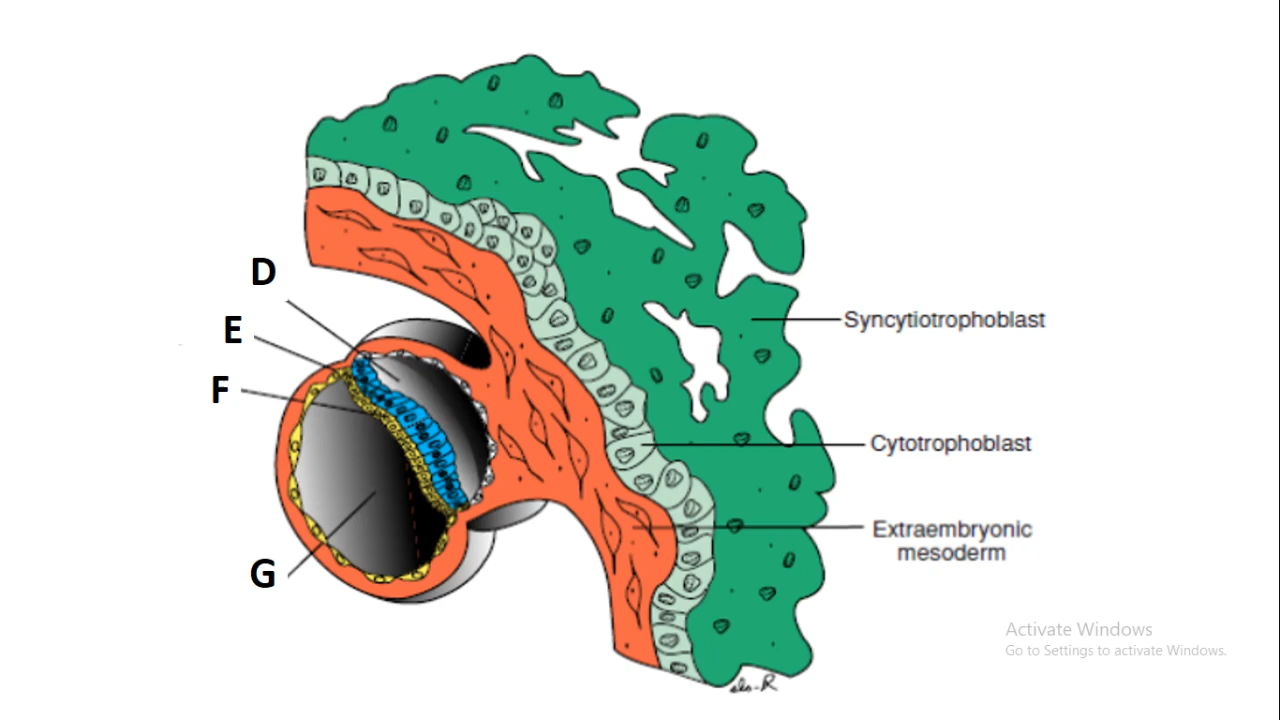 D
E
F
G
Syncytiotrophoblast
Cytotrophoblast
Extraembryonic
mesoderm
Activate Windows
Go to Settings to activate Windows.